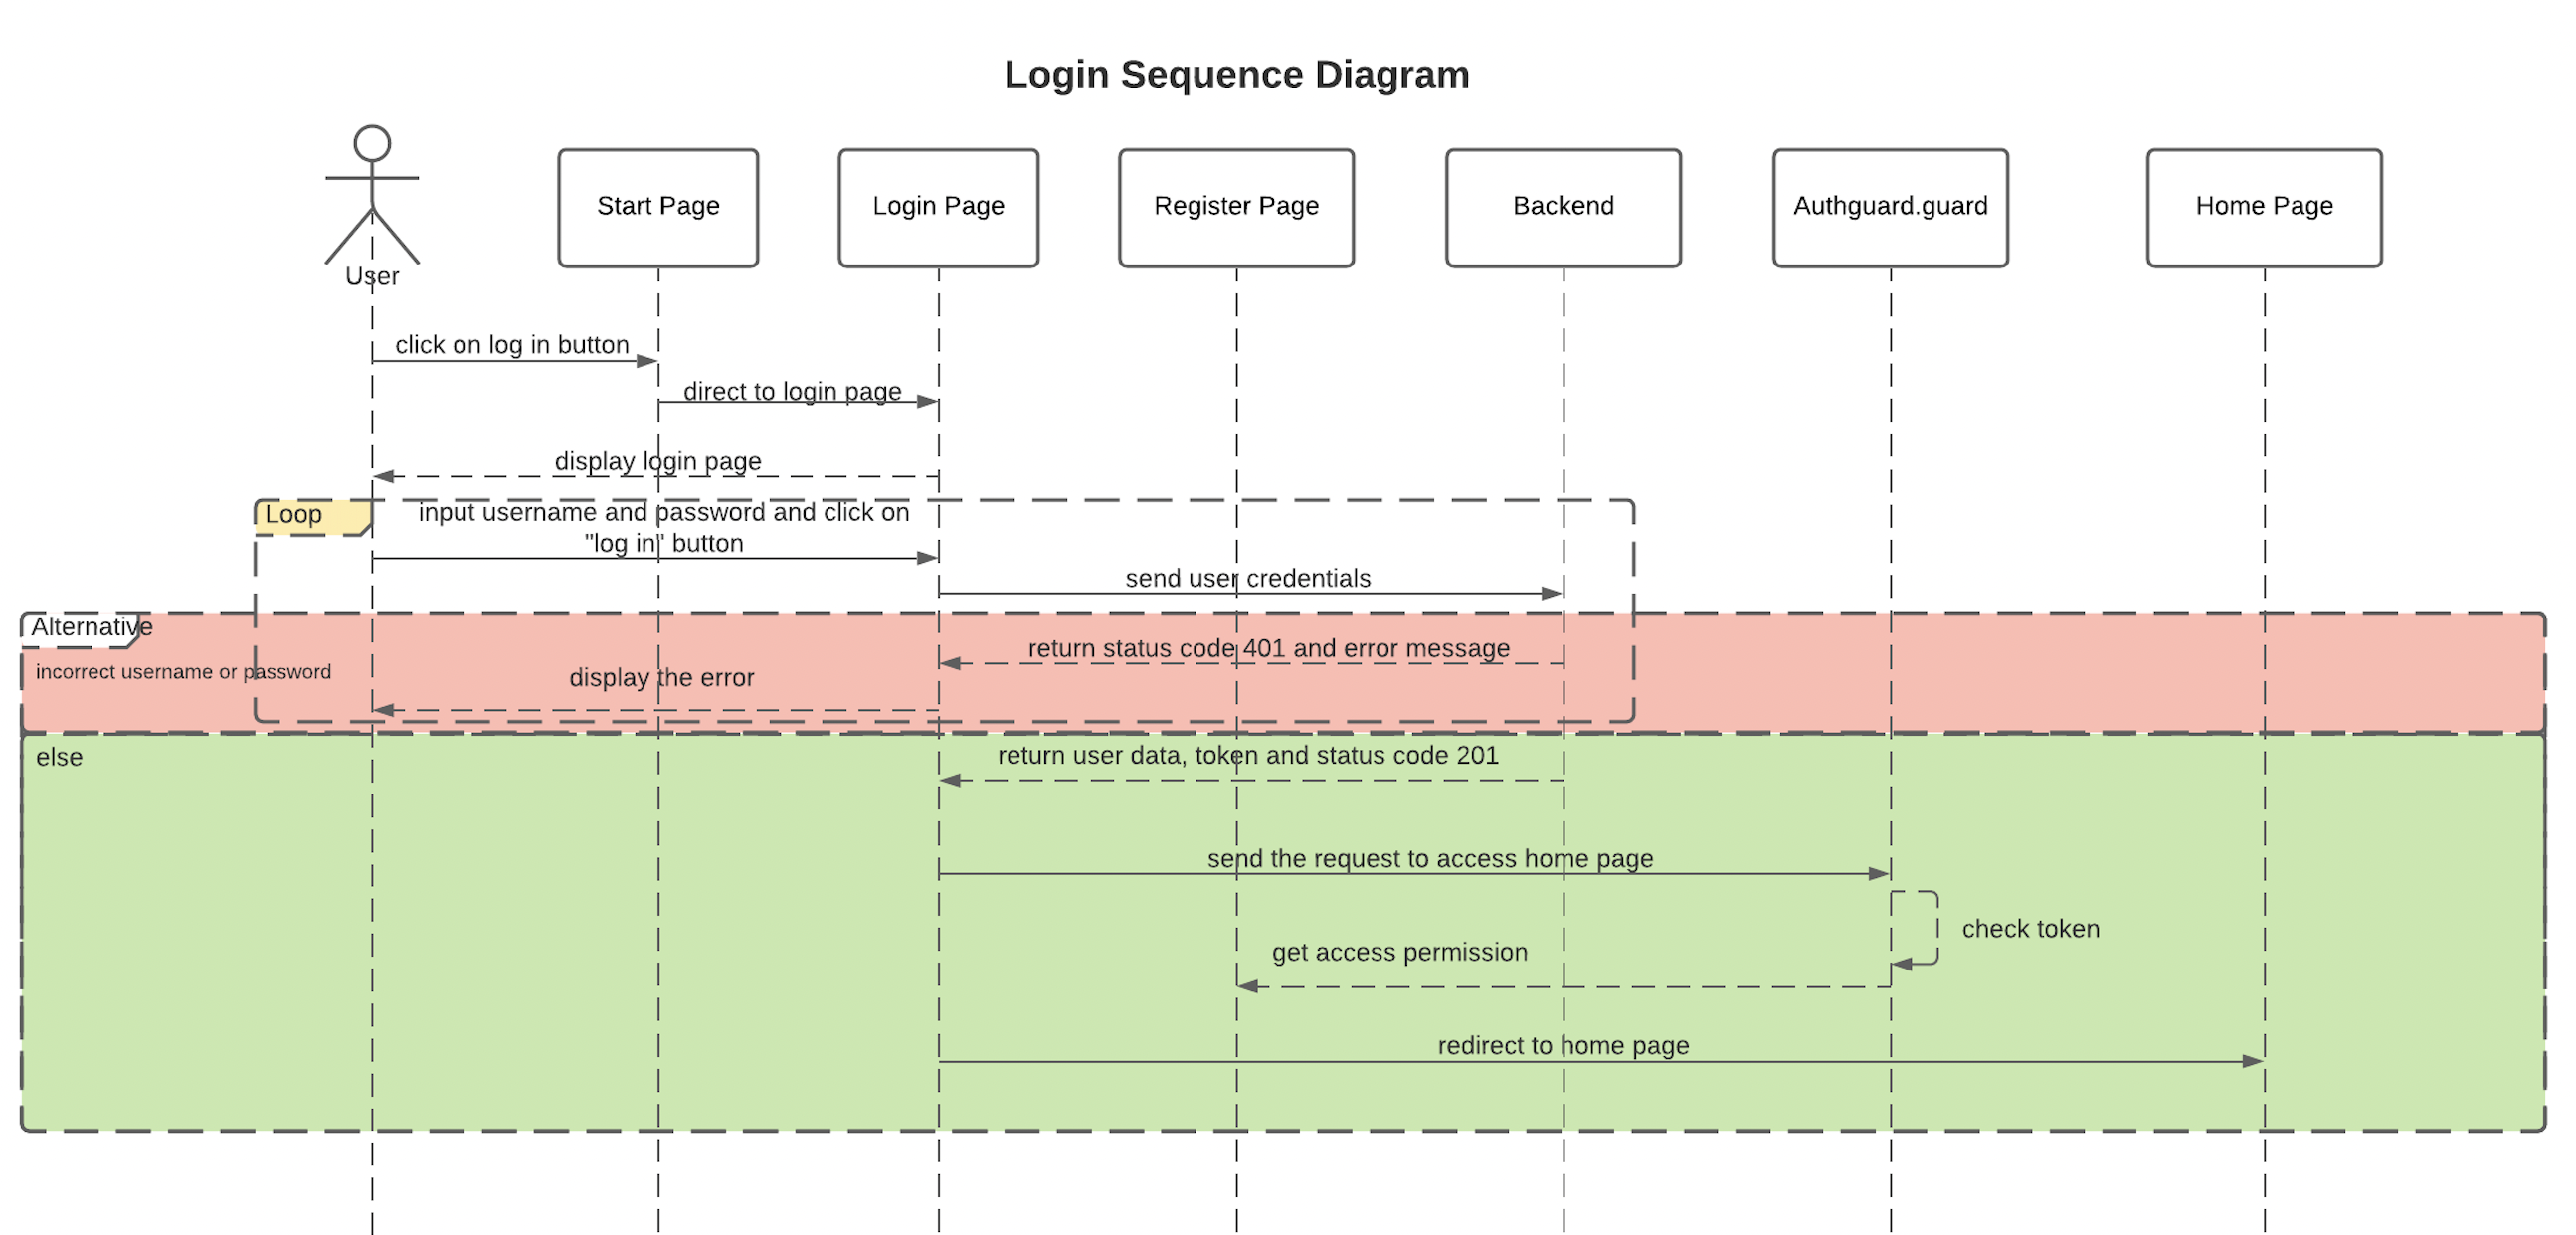 Login Sequence Diagram
User
Start Page
Login Page
Register Page
Backend
Authguard.guard
Home Page
click on log in button
direct to login page
display login page
Loop
input username and password and click on
"log in" button
send user credentials
Alternative
incorrect username or password
return status code 401 and error message
display the error
else
return user data, token and status code 201
send the request to access home page
check token
get access permission
redirect to home page